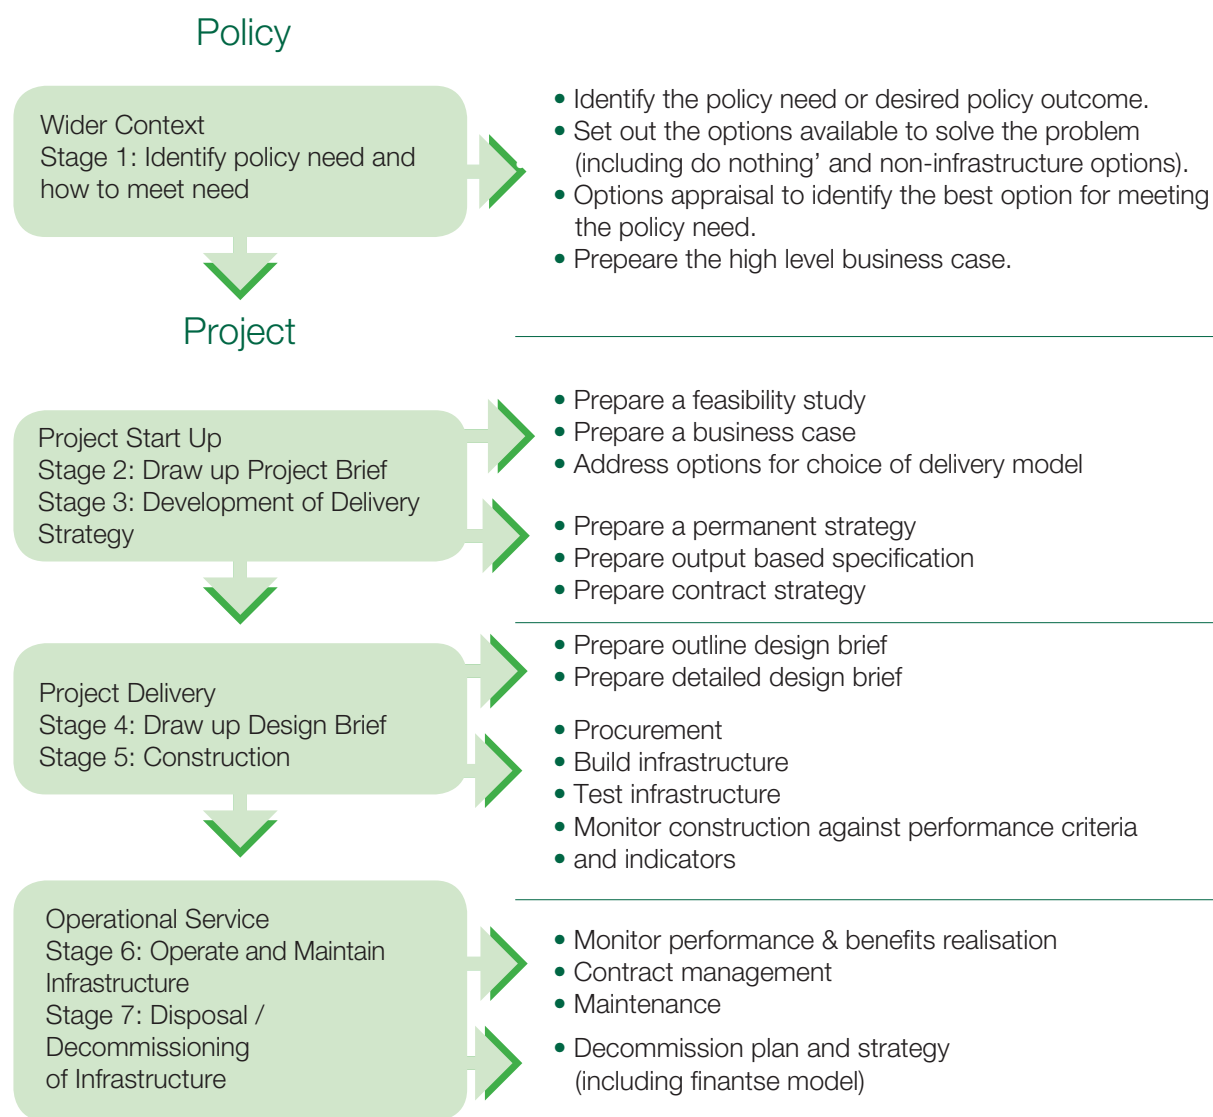 Policy
Wider Context
Stage 1: Identify policy need and
how to meet need
• Identify the policy need or desired policy outcome.
• Set out the options available to solve the problem
(including do nothing’ and non-infrastructure options).
• Options appraisal to identify the best option for meeting
the policy need.
• Prepeare the high level business case.
Project
Project Start Up
Stage 2: Draw up Project Brief
Stage 3: Development of Delivery
Strategy
• Prepare a feasibility study
• Prepare a business case
• Address options for choice of delivery model
• Prepare a permanent strategy
• Prepare output based specification
• Prepare contract strategy
Project Delivery
Stage 4: Draw up Design Brief
Stage 5: Construction
• Prepare outline design brief
• Prepare detailed design brief
• Procurement
• Build infrastructure
• Test infrastructure
• Monitor construction against performance criteria
• and indicators
Operational Service
Stage 6: Operate and Maintain
Infrastructure
Stage 7: Disposal /
Decommissioning
of Infrastructure
• Monitor performance & benefits realisation
• Contract management
• Maintenance
• Decommission plan and strategy
(including finantse model)